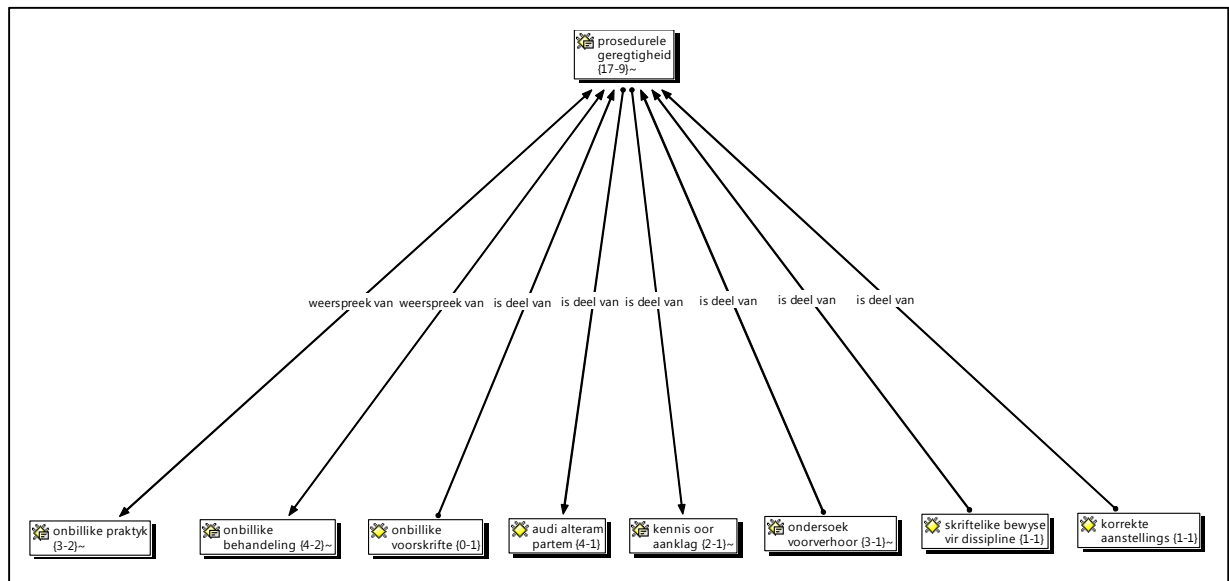 prosedurele
geregtigheid
{17-9}~
weerspreek van
weerspreek van
is deel van
is deel van
is deel van
is deel van
is deel van
is deel van
onbillike praktyk
{3-2}~
onbillike
behandeling {4-2}~
onbillike
voorskrifte {0-1}
audi alteram
partem {4-1}
kennis oor
aanklag {2-1}~
ondersoek
voorverhoor {3-1}~
skriftelike bewyse
vir dissipline {1-1}
korrekte
aanstellings {1-1}